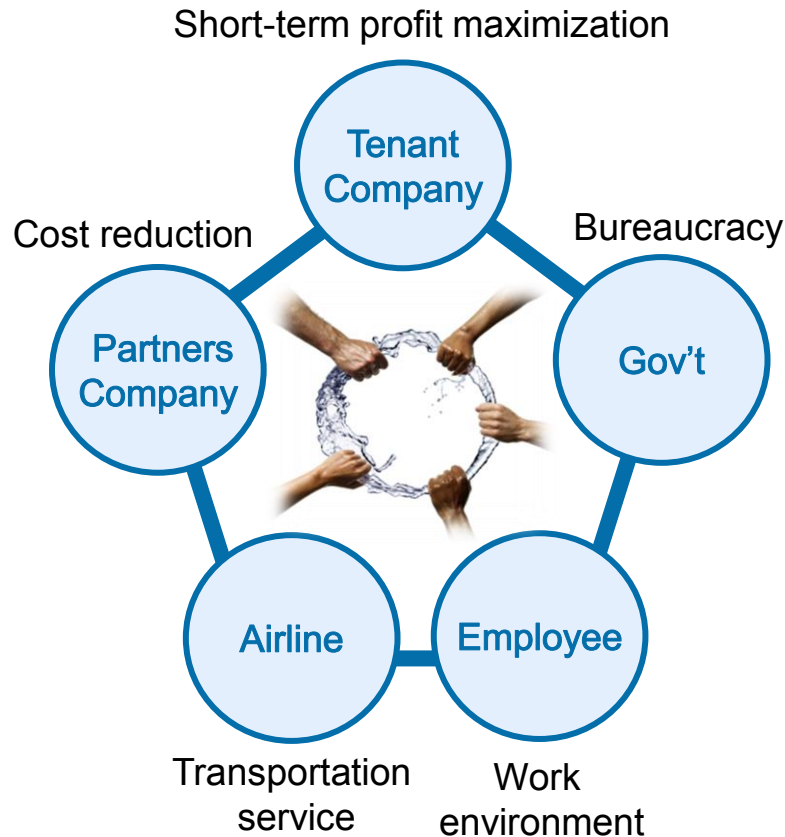 Short-term profit maximization
Tenant
Company
Cost reduction
Bureaucracy
Partners
Company
Gov't
Airline
Employee
Transportation
service
Work
environment